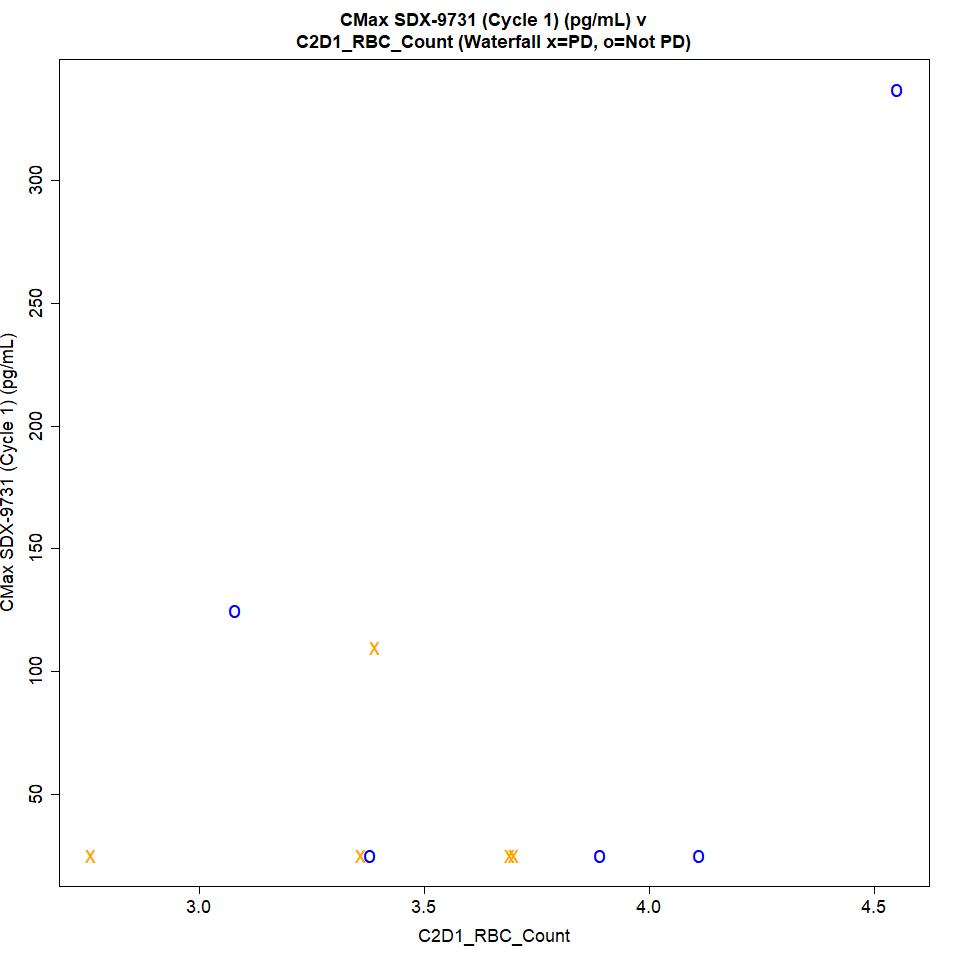 CMax SDX-9731 (Cycle 1) (pg/mL) v
C2D1_RBC_Count (Waterfall x=PD, o=Not PD)
CMax SDX-9731 (Cycle 1) (pg/mL)
300
250
200
150
100
50
o
o
x
x
x
o
x
x
o
o
3.0
3.5
4.0
4.5
C2D1_RBC_Count